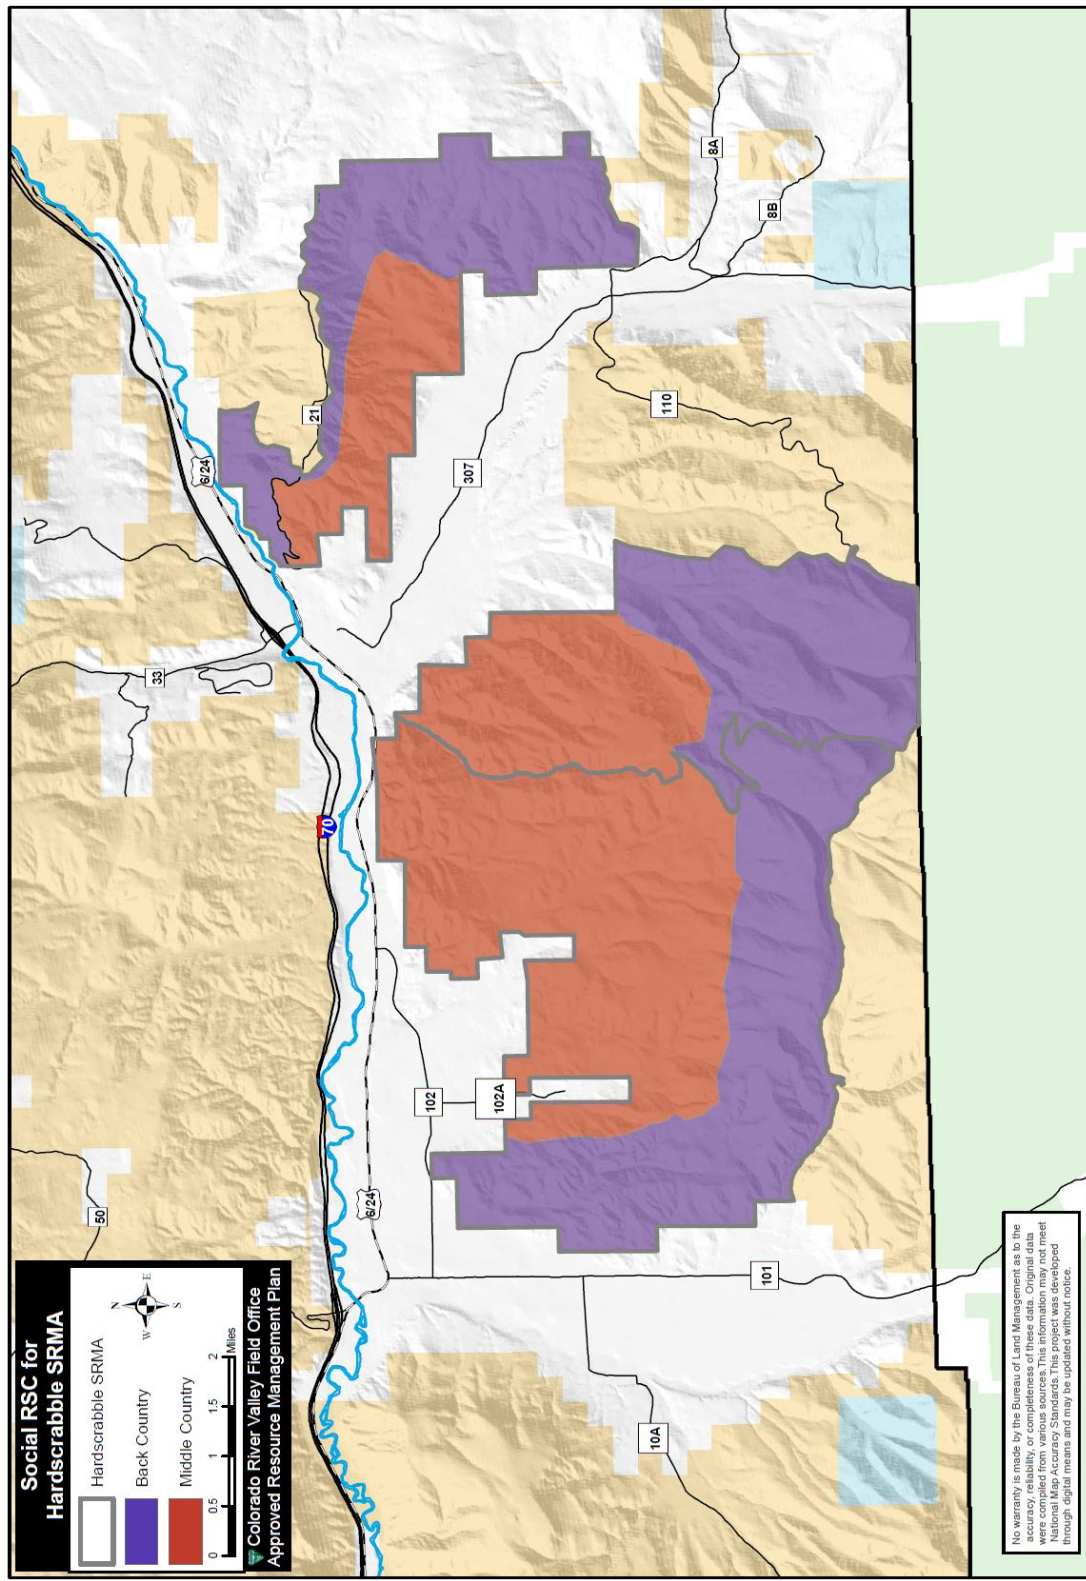 Social RSC for
Hardscrabble SRMA
Hardscrabble SRMA
Back Country
Middle Country
N
E
S
W
0 0.5 1 1.5 2
Miles
Colorado River Valley Field Office
Approved Resource Management Plan
50
33
6/24
21
70
307
8A
8B
110
102
102A
6/24
101
10A
No warranty is made by the Bureau of Land Management as to the
accuracy, reliability, or completeness of these data. Original data
were compiled from various sources. This information may not meet
National Map Accuracy Standards. This project was developed
through digital means and may be updated without notice.